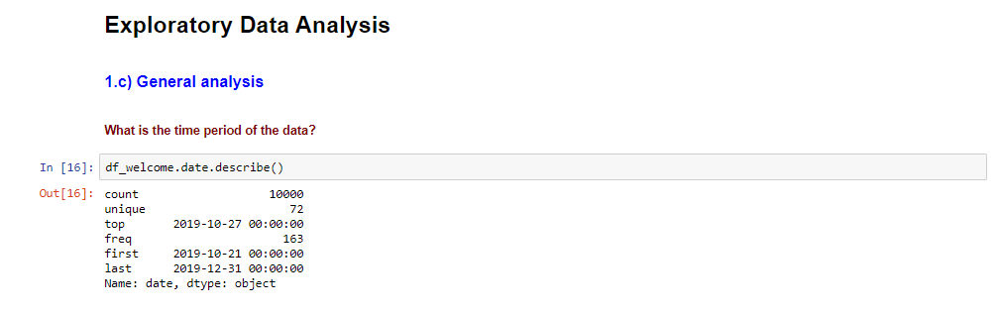 Exploratory Data Analysis
1.c) General analysis
What is the time period of the data?
In [16]: df_welcome.date.describe()
Out[16]: count 10000
unique 72
top 2019-10-27 00:00:00
freq 163
first 2019-10-21 00:00:00
last 2019-12-31 00:00:00
Name: date, dtype: object